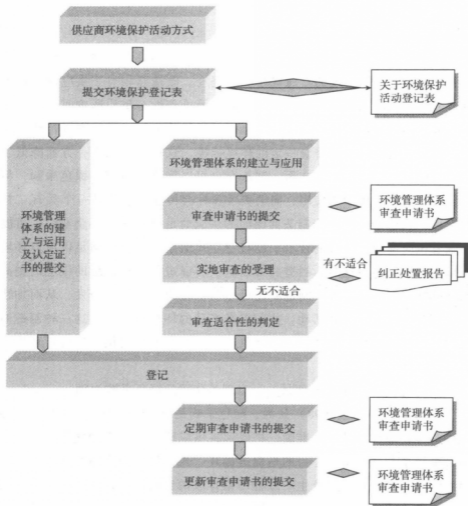 供应商环境保护活动方式
提交环境保护登记表
关于环境保护
活动登记表
环境管理
体系的建
立与运用
及认定证
书的提交
环境管理体系的建立与应用
审查申请书的提交
环境管理体系
审查申请书
实地审查的受理
有不适合
纠正处置报告
无不适合
审查适合性的判定
登记
定期审查申请书的提交
环境管理体系
审查申请书
更新审查申请书的提交
环境管理体系
审查申请书